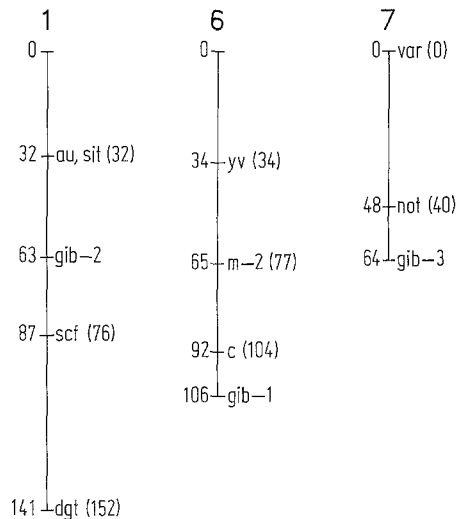 1
0
32 au, sit (32)
63 gib-2
87 scf (76)
141 dgt (152)
6
0
34 yv (34)
65 m-2 (77)
92 c (104)
106 gib-1
7
0 var (0)
48 not (40)
64 gib-3